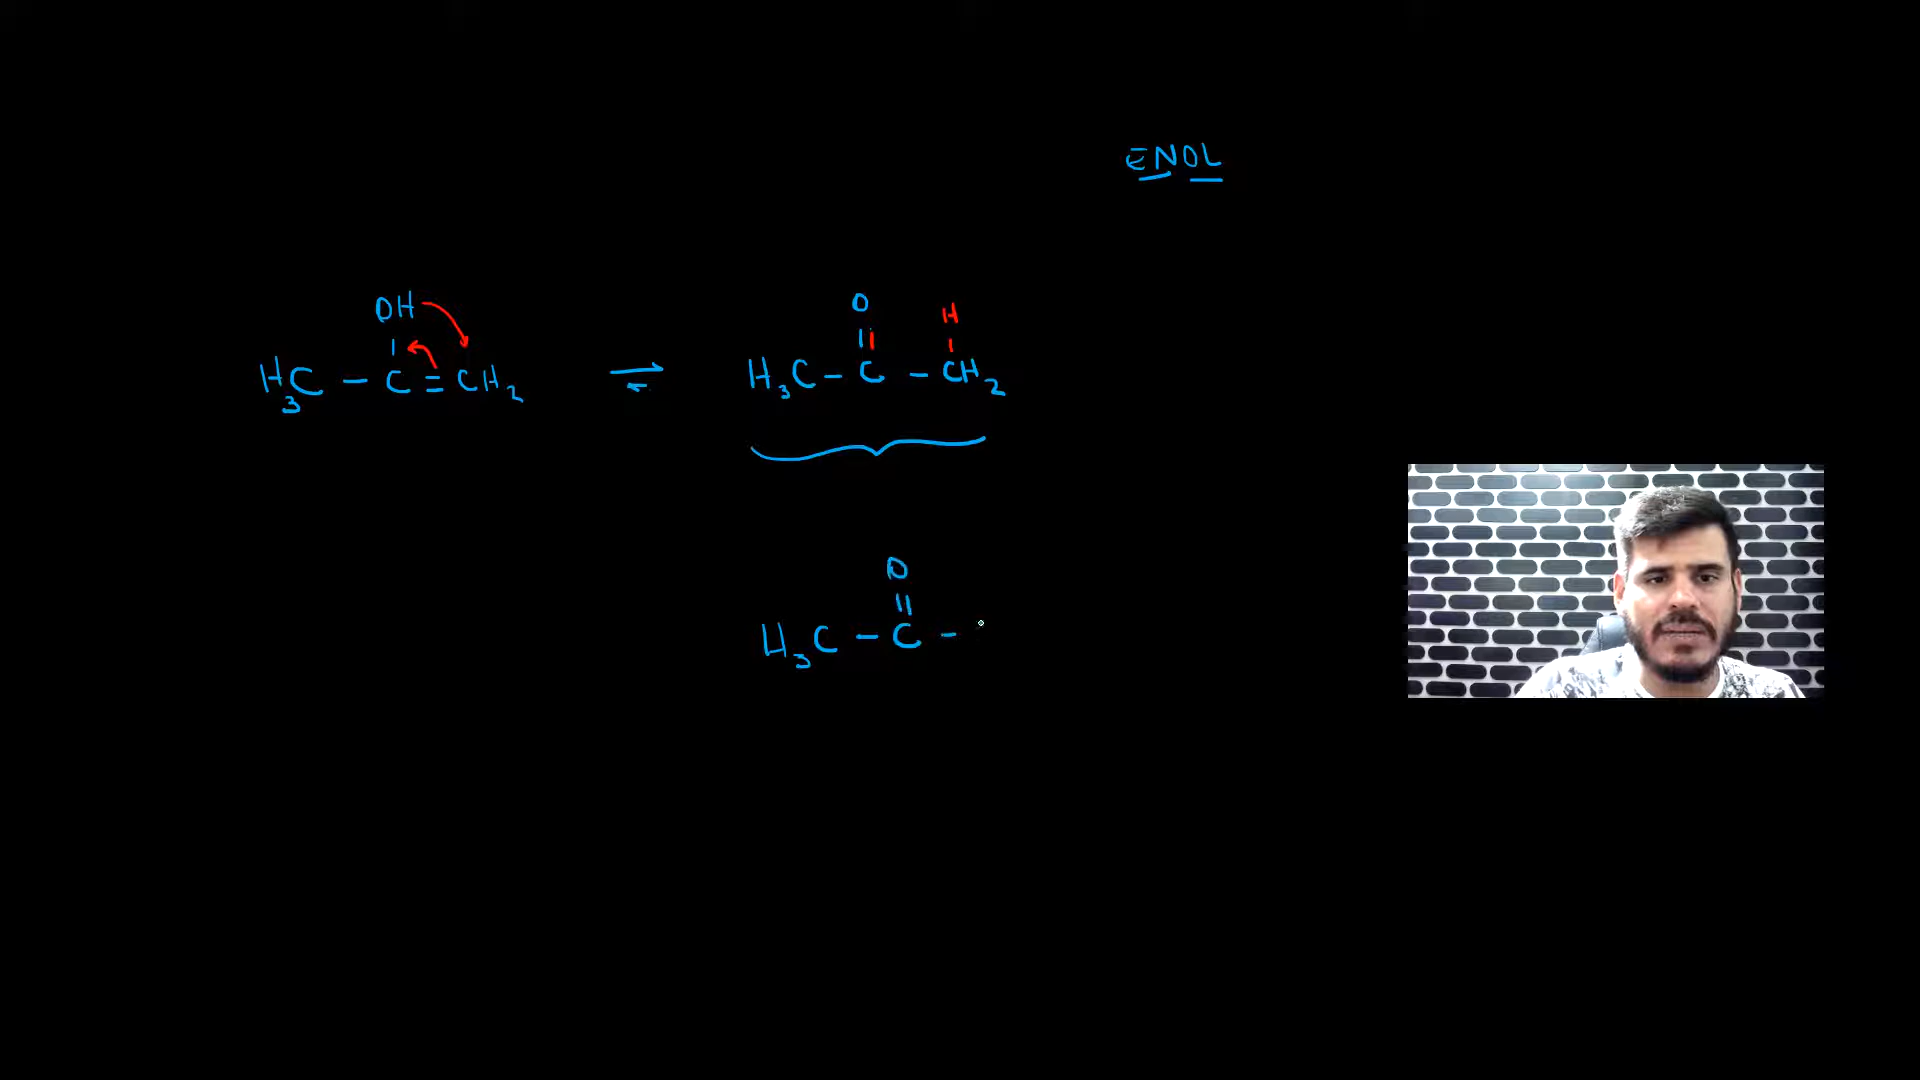 ENOL
OH
H3C - C = CH2 ⇌
O H
H3C - C - CH2
O
H3C - C -